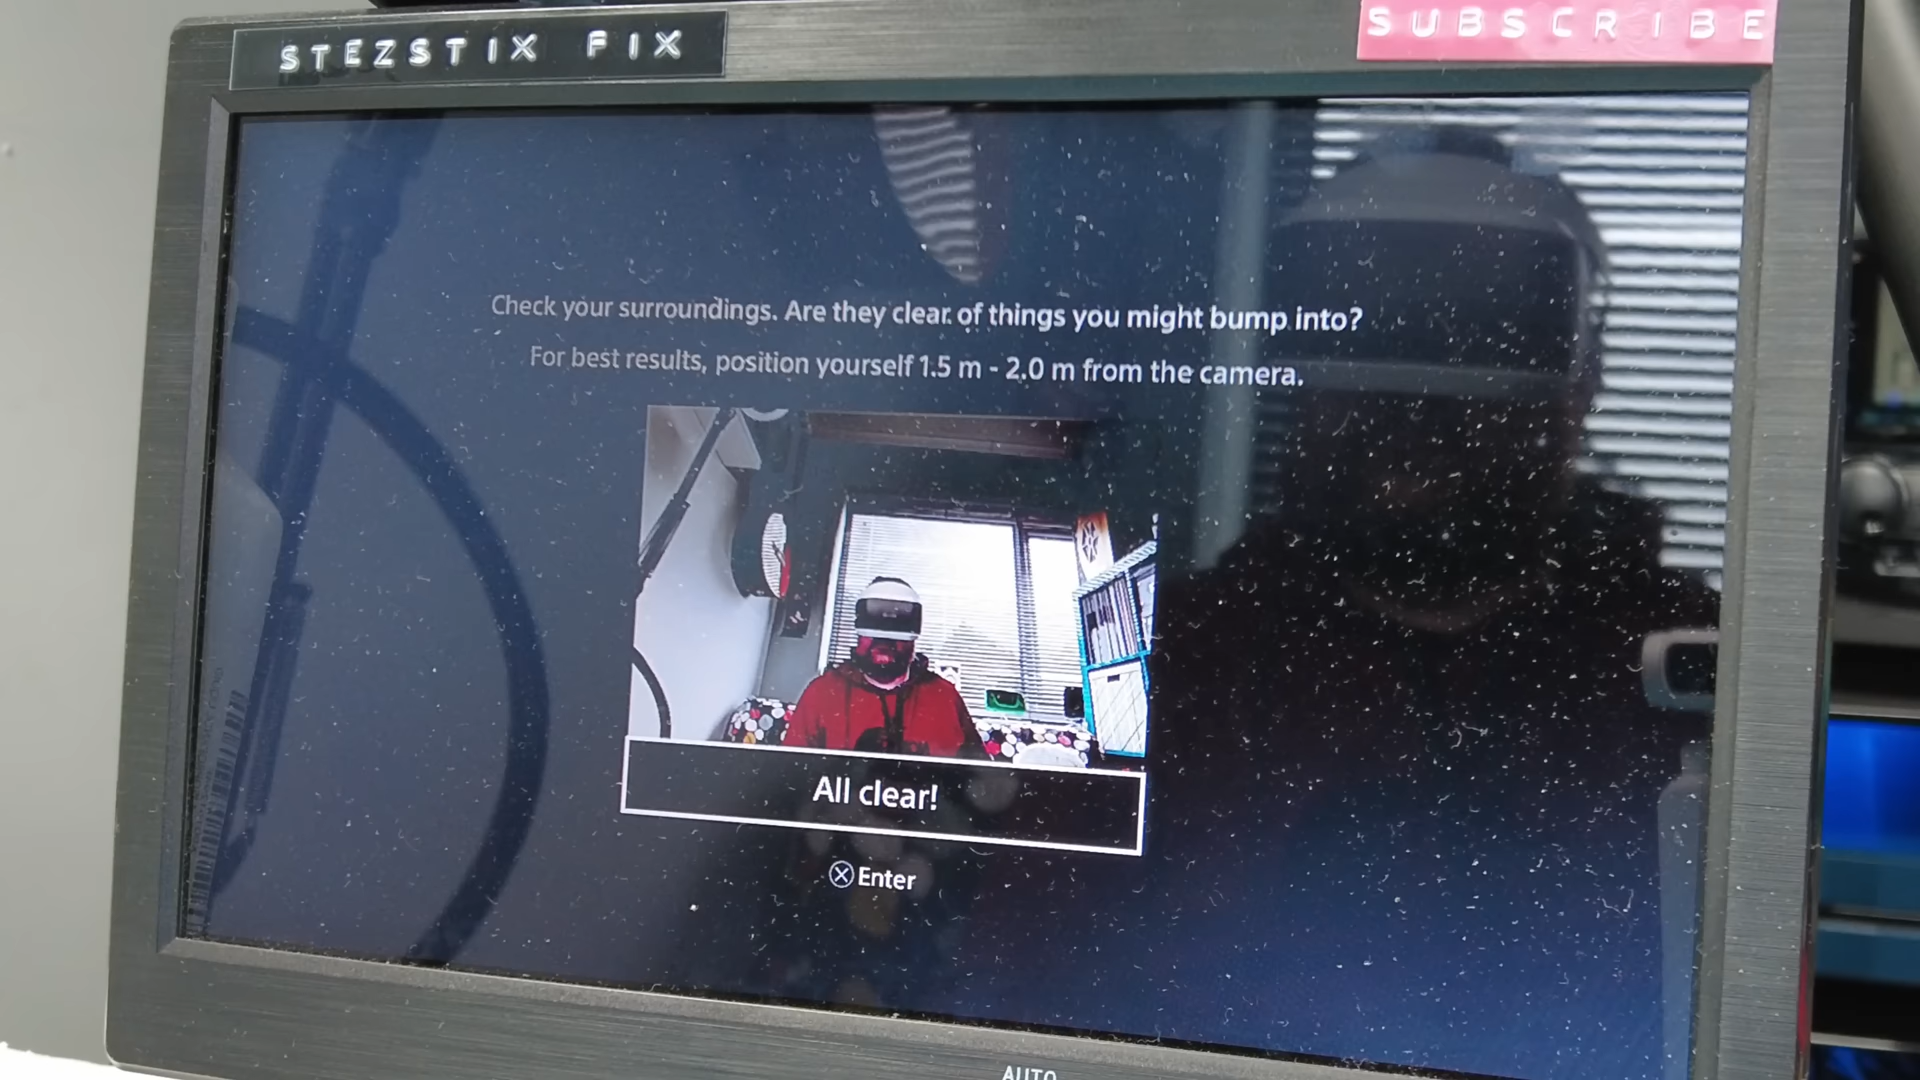 STEZSTIX FIX
SUBSCRIBE
Check your surroundings. Are they clear of things you might bump into?
For best results, position yourself 1.5 m - 2.0 m from the camera.
All clear!
Enter
AUTO